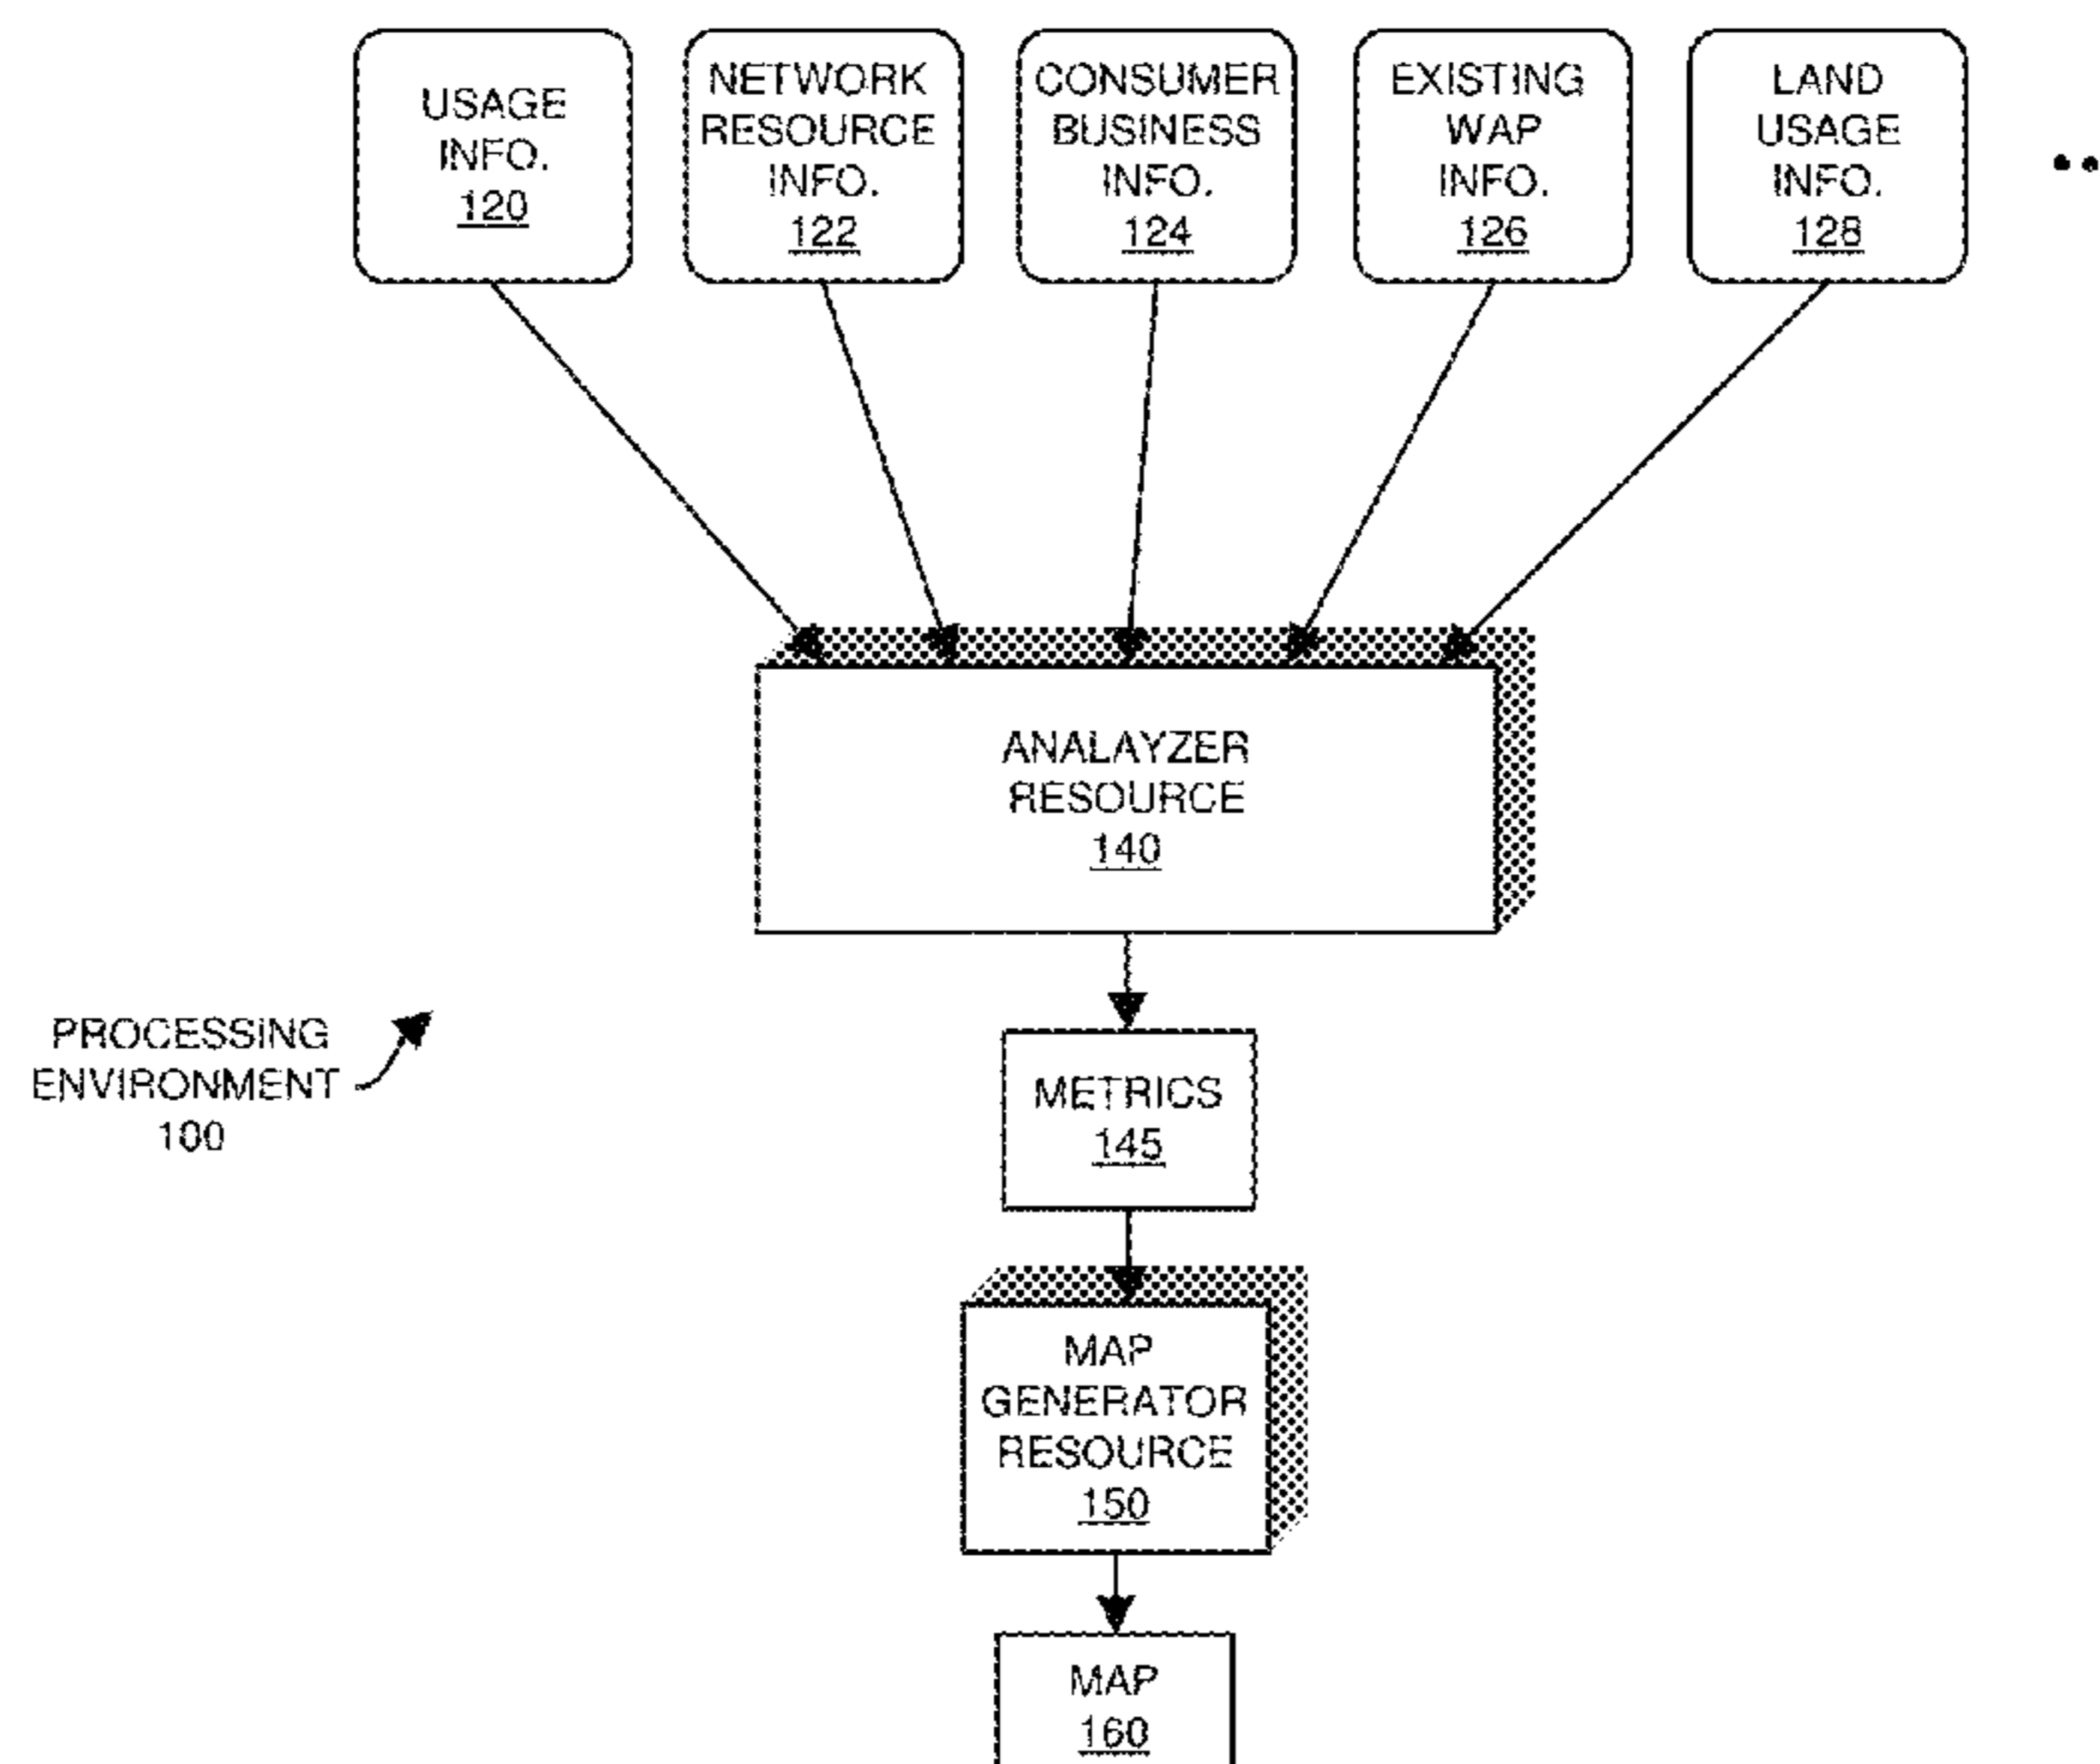 USAGE
INFO.
120
NETWORK
RESOURCE
INFO.
122
CONSUMER
BUSINESS
INFO.
124
EXISTING
WAP
INFO.
126
LAND
USAGE
INFO.
128
ANALAYZER
RESOURCE
140
PROCESSING
ENVIRONMENT
100
METRICS
145
MAP
GENERATOR
RESOURCE
150
MAP
160